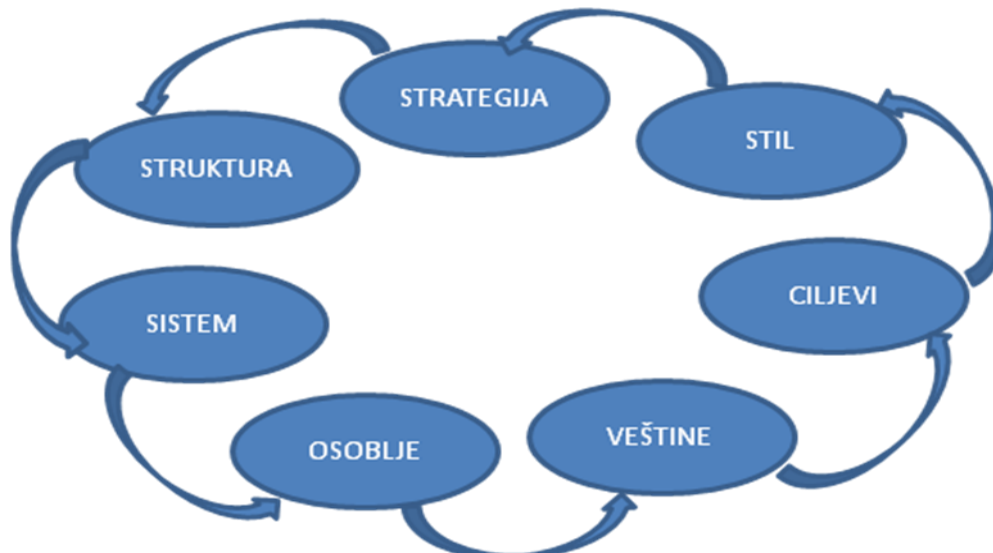 STRATEGIJA
STIL
STRUKTURA
CILJEVI
SISTEM
VEŠTINE
OSOBLJE